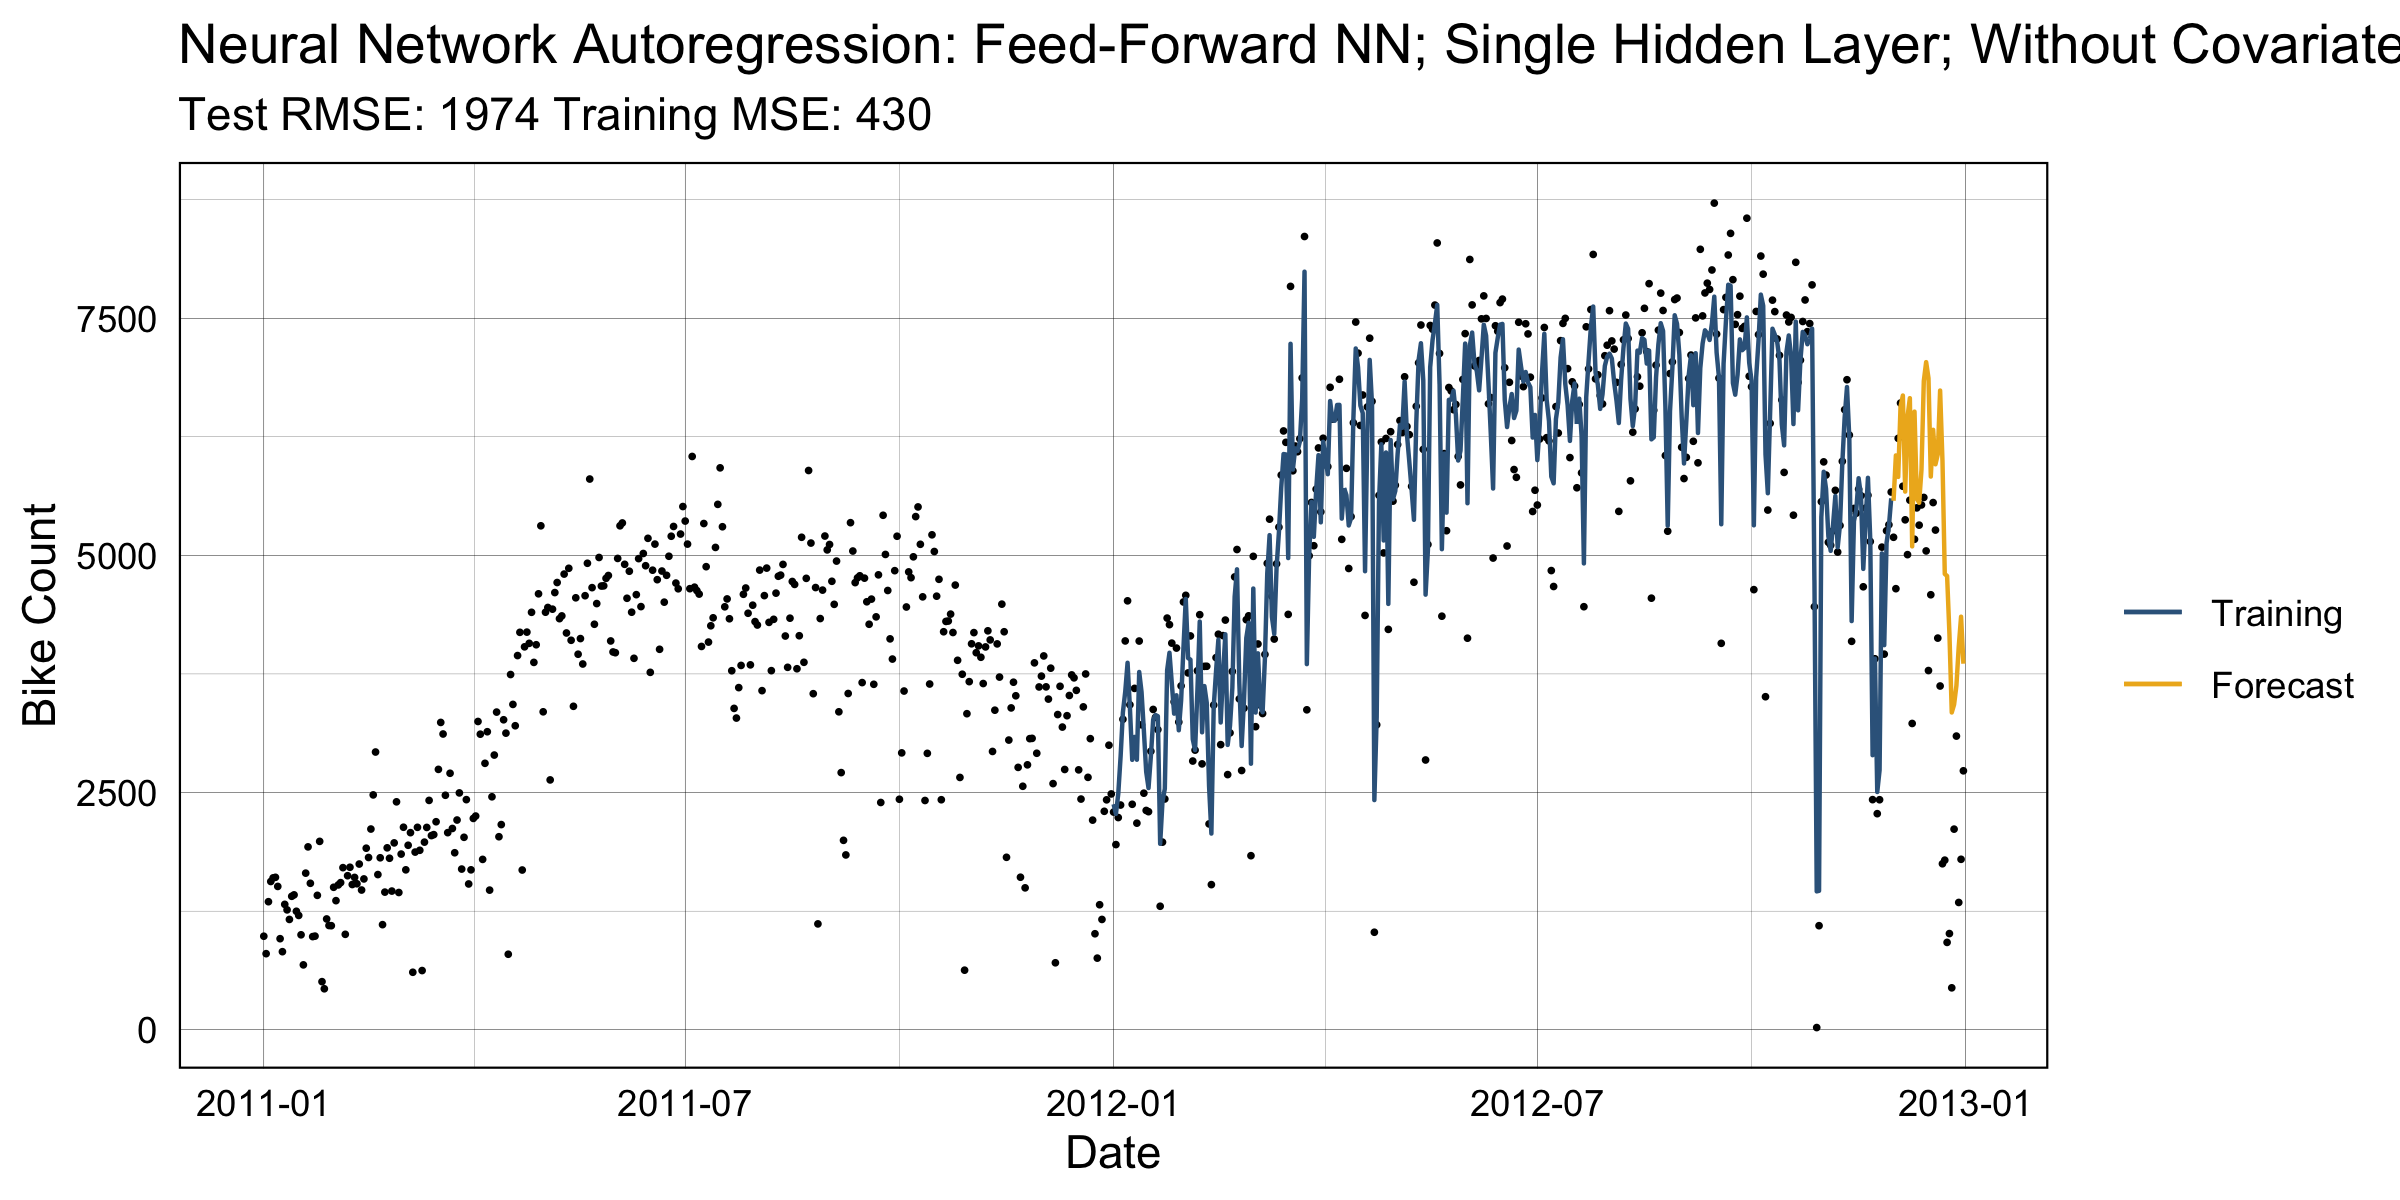 Neural Network Autoregression: Feed-Forward NN; Single Hidden Layer; Without Covariate
Test RMSE: 1974 Training MSE: 430
Bike Count
7500
5000
2500
0
2011-01
2011-07
2012-01
2012-07
2013-01
Date
Training
Forecast